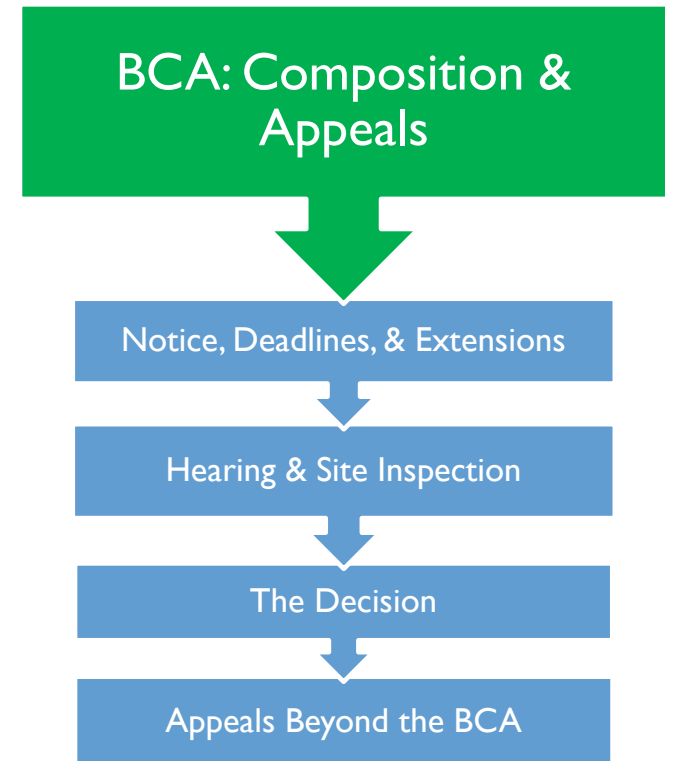 BCA: Composition &
Appeals
Notice, Deadlines, & Extensions
Hearing & Site Inspection
The Decision
Appeals Beyond the BCA